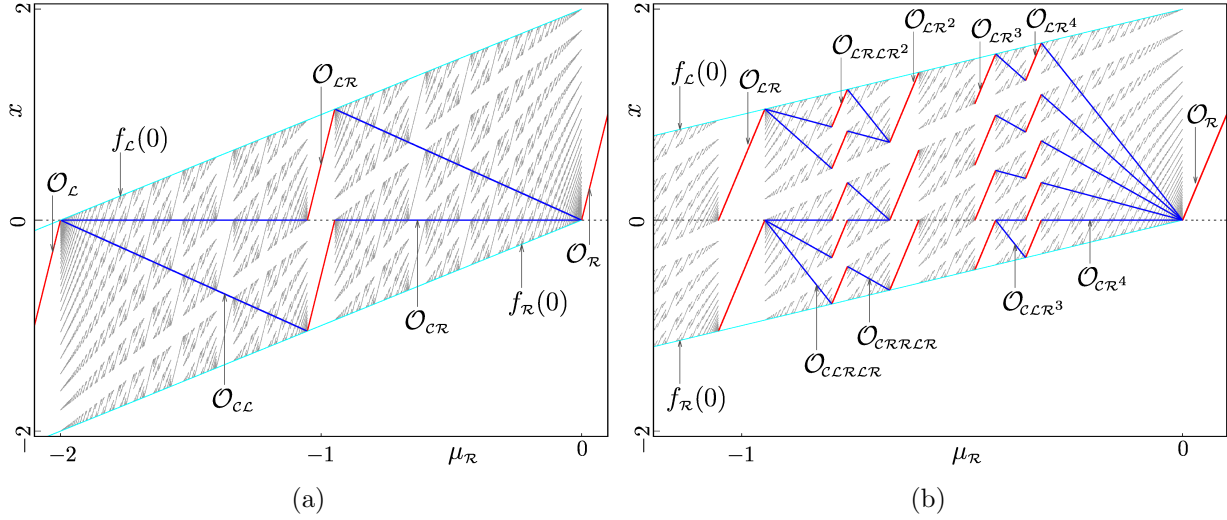 2
x
0
−2
−2
−1
μ_ℛ
0
𝒪_ℒ
f_ℒ(0)
𝒪_ℒℛ
𝒪_ℛ
f_ℛ(0)
𝒪_𝒞ℛ
𝒪_𝒞ℒ
(a)
2
x
0
−2
−1
μ_ℛ
0
f_ℒ(0)
𝒪_ℒℛ
𝒪_ℒℛℒℛ²
𝒪_ℒℛ²
𝒪_ℒℛ³
𝒪_ℒℛ⁴
𝒪_ℛ
f_ℛ(0)
𝒪_𝒞ℒℛℒℛ
𝒪_𝒞ℛℛℒℛ
𝒪_𝒞ℒℛ³
𝒪_𝒞ℛ⁴
(b)